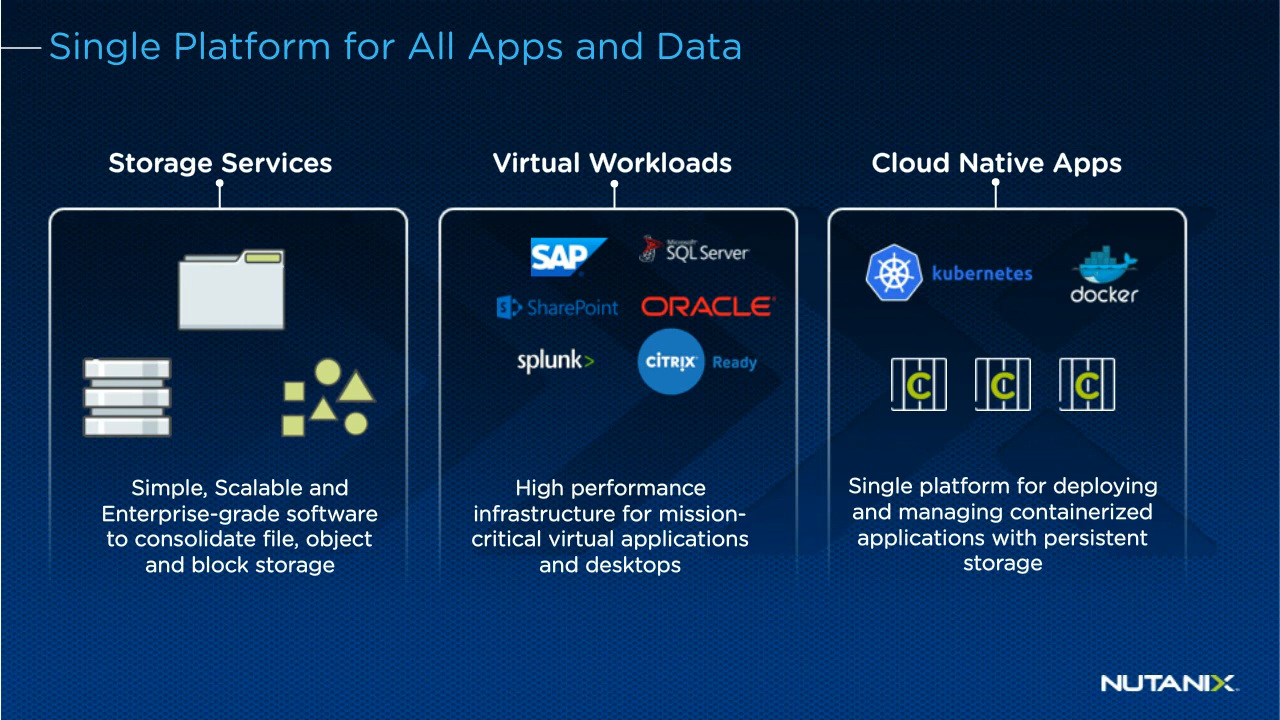 Single Platform for All Apps and Data
Storage Services
Simple, Scalable and
Enterprise-grade software
to consolidate file, object
and block storage
Virtual Workloads
SAP
Microsoft
SQL Server
SharePoint
ORACLE
splunk>
CİTRIX Ready
High performance
infrastructure for mission-
critical virtual applications
and desktops
Cloud Native Apps
kubernetes
docker
C
C
C
Single platform for deploying
and managing containerized
applications with persistent
storage
NUTANIX